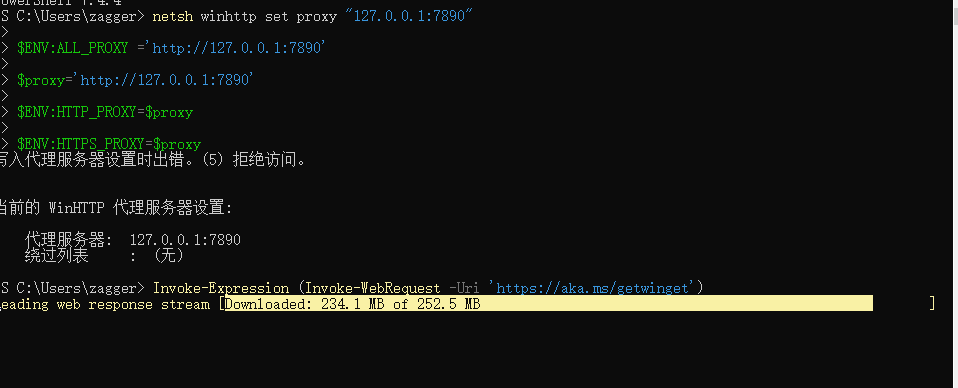 owerShell 7.4.4
S C:\Users\zagger> netsh winhttp set proxy "127.0.0.1:7890"
>
> $ENV:ALL_PROXY ='http://127.0.0.1:7890'
>
> $proxy='http://127.0.0.1:7890'
>
> $ENV:HTTP_PROXY=$proxy
>
> $ENV:HTTPS_PROXY=$proxy
写入代理服务器设置时出错。(5) 拒绝访问。
当前的 WinHTTP 代理服务器设置:
代理服务器: 127.0.0.1:7890
绕过列表 : (无)
S C:\Users\zagger> Invoke-Expression (Invoke-WebRequest -Uri 'https://aka.ms/getwinget')
eading web response stream [Downloaded: 234.1 MB of 252.5 MB ]